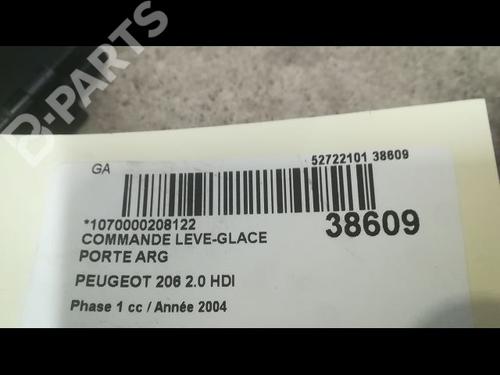 B-PARTS
GA
52722101 38609
*1070000208122
38609
COMMANDE LEVE-GLACE
PORTE ARG
PEUGEOT 206 2.0 HDI
Phase 1 cc / Année 2004